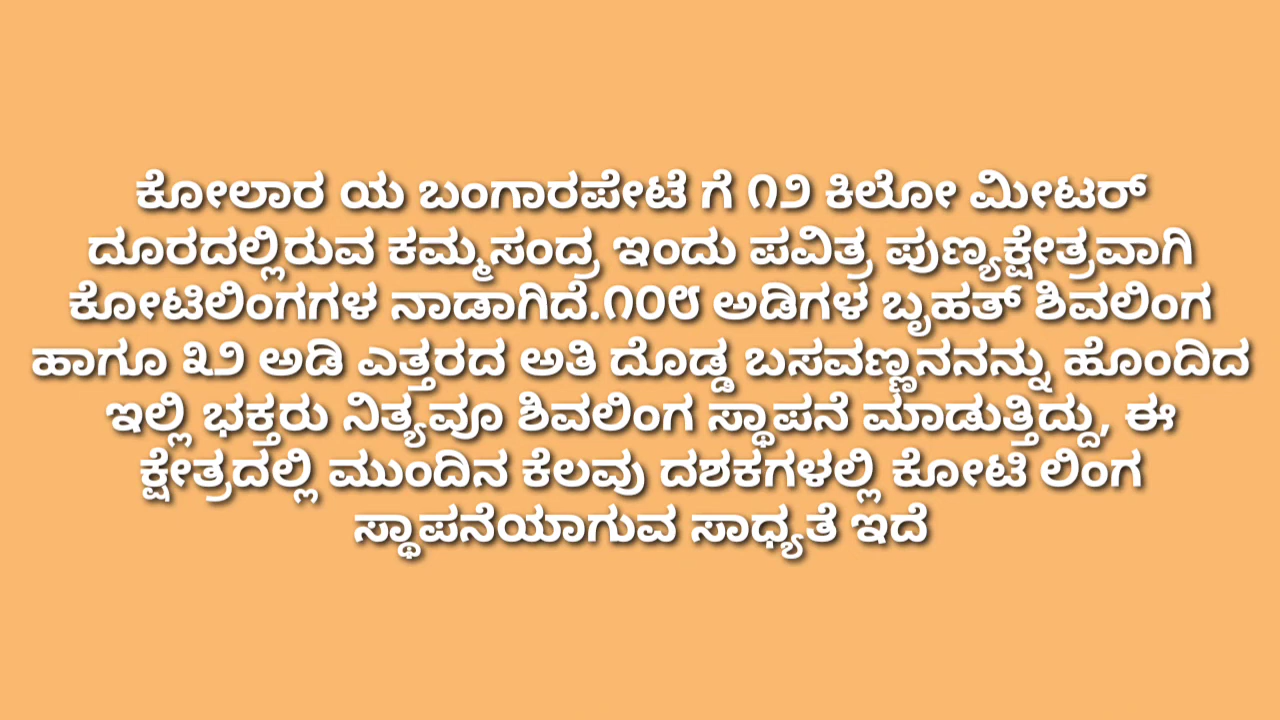 ಕೋಲಾರ ಯ ಬಂಗಾರಪೇಟೆ ಗೆ ೧೨ ಕಿಲೋ ಮೀಟರ್
ದೂರದಲ್ಲಿರುವ ಕಮ್ಮಸಂದ್ರ ಇಂದು ಪವಿತ್ರ ಪುಣ್ಯಕ್ಷೇತ್ರವಾಗಿ
ಕೋಟಿಲಿಂಗಗಳ ನಾಡಾಗಿದೆ.೧೦೮ ಅಡಿಗಳ ಬೃಹತ್ ಶಿವಲಿಂಗ
ಹಾಗೂ ೩೨ ಅಡಿ ಎತ್ತರದ ಅತಿ ದೊಡ್ಡ ಬಸವಣ್ಣನನನ್ನು ಹೊಂದಿದ
ಇಲ್ಲಿ ಭಕ್ತರು ನಿತ್ಯವೂ ಶಿವಲಿಂಗ ಸ್ಥಾಪನೆ ಮಾಡುತ್ತಿದ್ದು, ಈ
ಕ್ಷೇತ್ರದಲ್ಲಿ ಮುಂದಿನ ಕೆಲವು ದಶಕಗಳಲ್ಲಿ ಕೋಟಿ ಲಿಂಗ
ಸ್ಥಾಪನೆಯಾಗುವ ಸಾಧ್ಯತೆ ಇದೆ